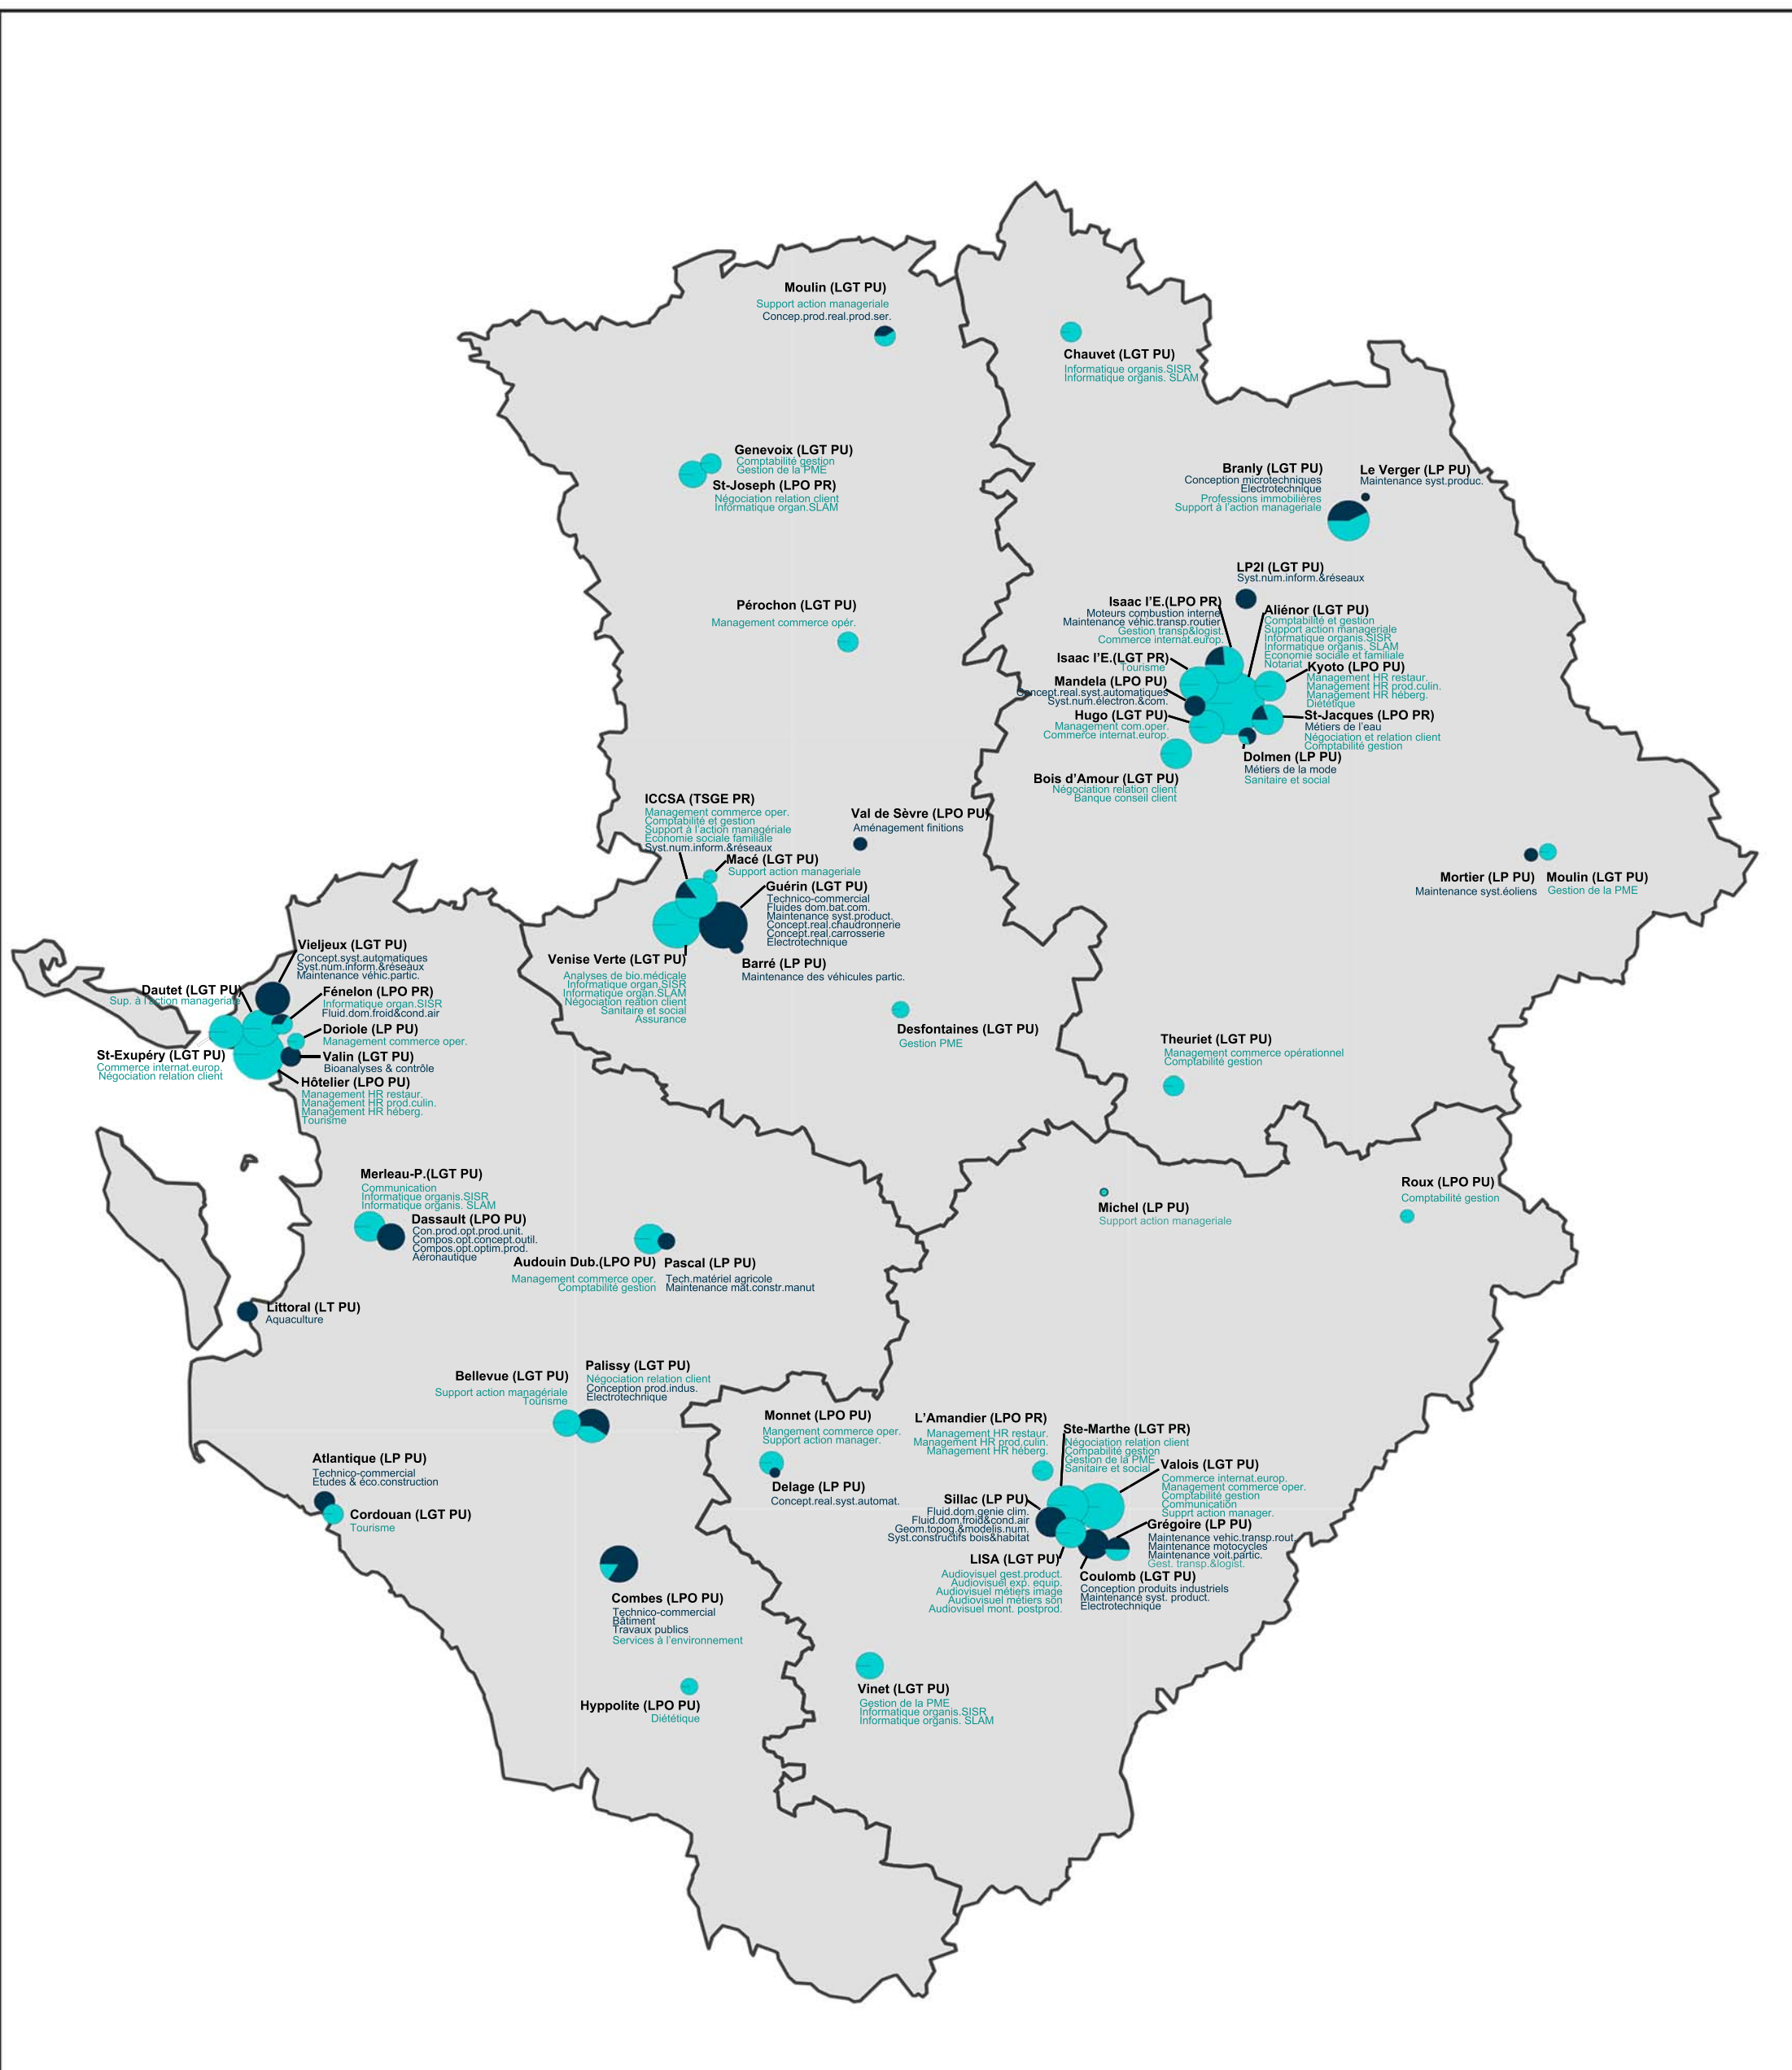 Moulin (LGT PU)
Support action manageriale
Concep.prod.real.prod.ser.
Chauvet (LGT PU)
Informatique organis.SISR
Informatique organis. SLAM
Genevoix (LGT PU)
Comptabilité gestion
Gestion de la PME
St-Joseph (LPO PR)
Négociation relation client
Informatique organ.SLAM
Branly (LGT PU)
Conception microtechniques
Electrotechnique
Professions immobilières
Support à l'action manageriale
Le Verger (LP PU)
Maintenance syst.produc.
LP2I (LGT PU)
Syst.num.inform.&réseaux
Pérochon (LGT PU)
Management commerce opér.
Isaac l'E.(LPO PR)
Moteurs combustion interne
Maintenance véhic.transp.routier
Gestion transp&logist.
Commerce internat.europ.
Aliénor (LGT PU)
Comptabilité et gestion
Support action manageriale
Informatique organis.SISR
Informatique organis. SLAM
Economie sociale et familiale
Notariat
Isaac l'E.(LGT PR)
Tourisme
Kyoto (LPO PU)
Management HR restaur.
Management HR prod.culin.
Management HR héberg.
Diététique
Mandela (LPO PU)
Concept.real.syst.automatiques
Syst.num.électron.&com.
Hugo (LGT PU)
Management com.oper.
Commerce internat.europ.
St-Jacques (LPO PR)
Métiers de l'eau
Négociation et relation client
Comptabilité gestion
Dolmen (LP PU)
Métiers de la mode
Sanitaire et social
Bois d'Amour (LGT PU)
Négociation relation client
Banque conseil client
ICCSA (TSGE PR)
Management commerce oper.
Comptabilité et gestion
Support à l'action managériale
Economie sociale familiale
Syst.num.inform.&réseaux
Val de Sèvre (LPO PU)
Aménagement finitions
Macé (LGT PU)
Support action manageriale
Guérin (LGT PU)
Technico-commercial
Fluides dom.bat.com.
Maintenance syst.product.
Concept.real.chaudronnerie
Concept.real.carrosserie
Electrotechnique
Mortier (LP PU)
Maintenance syst.éoliens
Moulin (LGT PU)
Gestion de la PME
Venise Verte (LGT PU)
Analyses de bio.médicale
Informatique organ.SISR
Informatique organ.SLAM
Négociation reation client
Sanitaire et social
Assurance
Barré (LP PU)
Maintenance des véhicules partic.
Vieljeux (LGT PU)
Concept.syst.automatiques
Syst.num.inform.&réseaux
Maintenance véhic.partic.
Dautet (LGT PU)
Sup. à l'action manageriale
Fénelon (LPO PR)
Informatique organ.SISR
Fluid.dom.froid&cond.air
Doriole (LP PU)
Management commerce oper.
St-Exupéry (LGT PU)
Commerce internat.europ.
Négociation relation client
Valin (LGT PU)
Bioanalyses & contrôle
Hôtelier (LPO PU)
Management HR restaur.
Management HR prod.culin.
Management HR héberg.
Tourisme
Desfontaines (LGT PU)
Gestion PME
Theuriet (LGT PU)
Management commerce opérationnel
Comptabilité gestion
Merleau-P.(LGT PU)
Communication
Informatique organis.SISR
Informatique organis. SLAM
Dassault (LPO PU)
Con.prod.opt.prod.unit.
Compos.opt.concept.outil.
Compos.opt.optim.prod.
Aéronautique
Michel (LP PU)
Support action manageriale
Roux (LPO PU)
Comptabilité gestion
Audouin Dub.(LPO PU)
Management commerce oper.
Comptabilité gestion
Pascal (LP PU)
Tech.matériel agricole
Maintenance mat.constr.manut
Littoral (LT PU)
Aquaculture
Bellevue (LGT PU)
Support action managériale
Tourisme
Palissy (LGT PU)
Négociation relation client
Conception prod.indus.
Electrotechnique
Monnet (LPO PU)
Mangement commerce oper.
Support action manager.
Delage (LP PU)
Concept.real.syst.automat.
L'Amandier (LPO PR)
Management HR restaur.
Management HR prod.culin.
Management HR héberg.
Ste-Marthe (LGT PR)
Négociation relation client
Compabilité gestion
Gestion de la PME
Sanitaire et social
Valois (LGT PU)
Commerce internat.europ.
Management commerce oper.
Comptabilité gestion
Communication
Supprt action manager.
Atlantique (LP PU)
Technico-commercial
Etudes & éco.construction
Cordouan (LGT PU)
Tourisme
Sillac (LP PU)
Fluid.dom.genie clim.
Fluid.dom.froid&cond.air
Geom.topog.&modelis.num.
Syst.constructifs bois&habitat
Grégoire (LP PU)
Maintenance vehic.transp.rout
Maintenance motocycles
Maintenance voit.partic.
Gest. transp.&logist.
LISA (LGT PU)
Audiovisuel gest.product.
Audiovisuel exp. equip.
Audiovisuel métiers image
Audiovisuel métiers son
Audiovisuel mont. postprod.
Coulomb (LGT PU)
Conception produits industriels
Maintenance syst. product.
Electrotechnique
Combes (LPO PU)
Technico-commercial
Bâtiment
Travaux publics
Services à l'environnement
Hyppolite (LPO PU)
Diététique
Vinet (LGT PU)
Gestion de la PME
Informatique organis.SISR
Informatique organis. SLAM